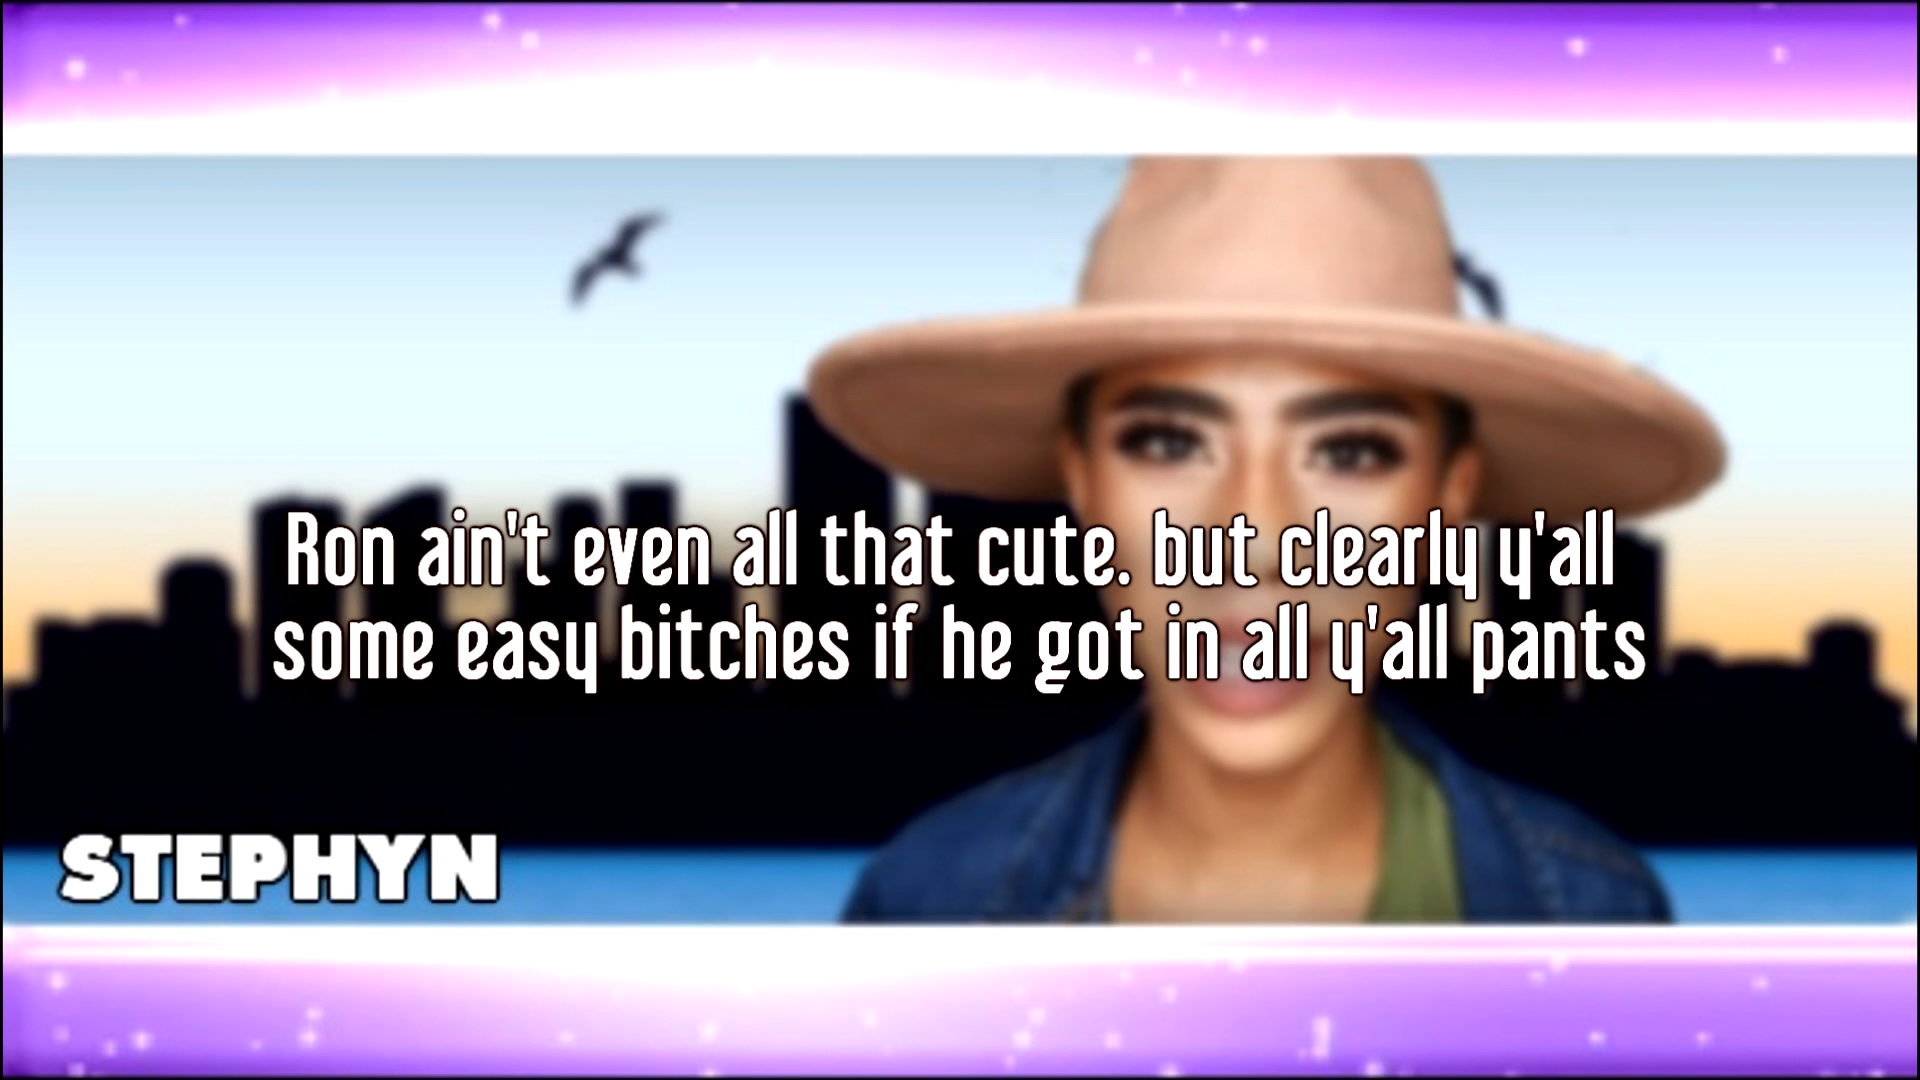 Ron ain't even all that cute. but clearly y'all
some easy bitches if he got in all y'all pants
STEPHYN